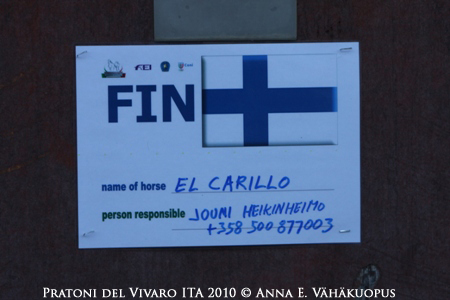 FEI
FIN
name of horse EL CARILLO
person responsible JOUNI HEIKINHEIMO
+358 500 877003
PRATONI DEL VIVARO ITA 2010 © ANNA E. VÄHÄKUOPUS